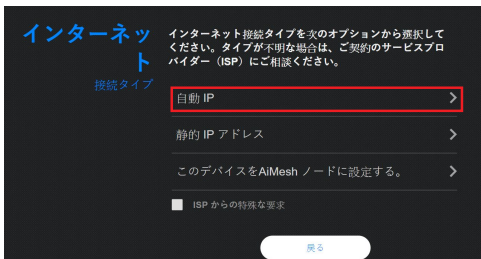 インターネッ
ト
接続タイプ
インターネット接続タイプを次のオプションから選択して
ください。タイプが不明な場合は、ご契約のサービスプロ
バイダー（ISP）にご相談ください。
自動 IP
静的 IP アドレス
このデバイスをAiMesh ノードに設定する。
ISP からの特殊な要求
戻る